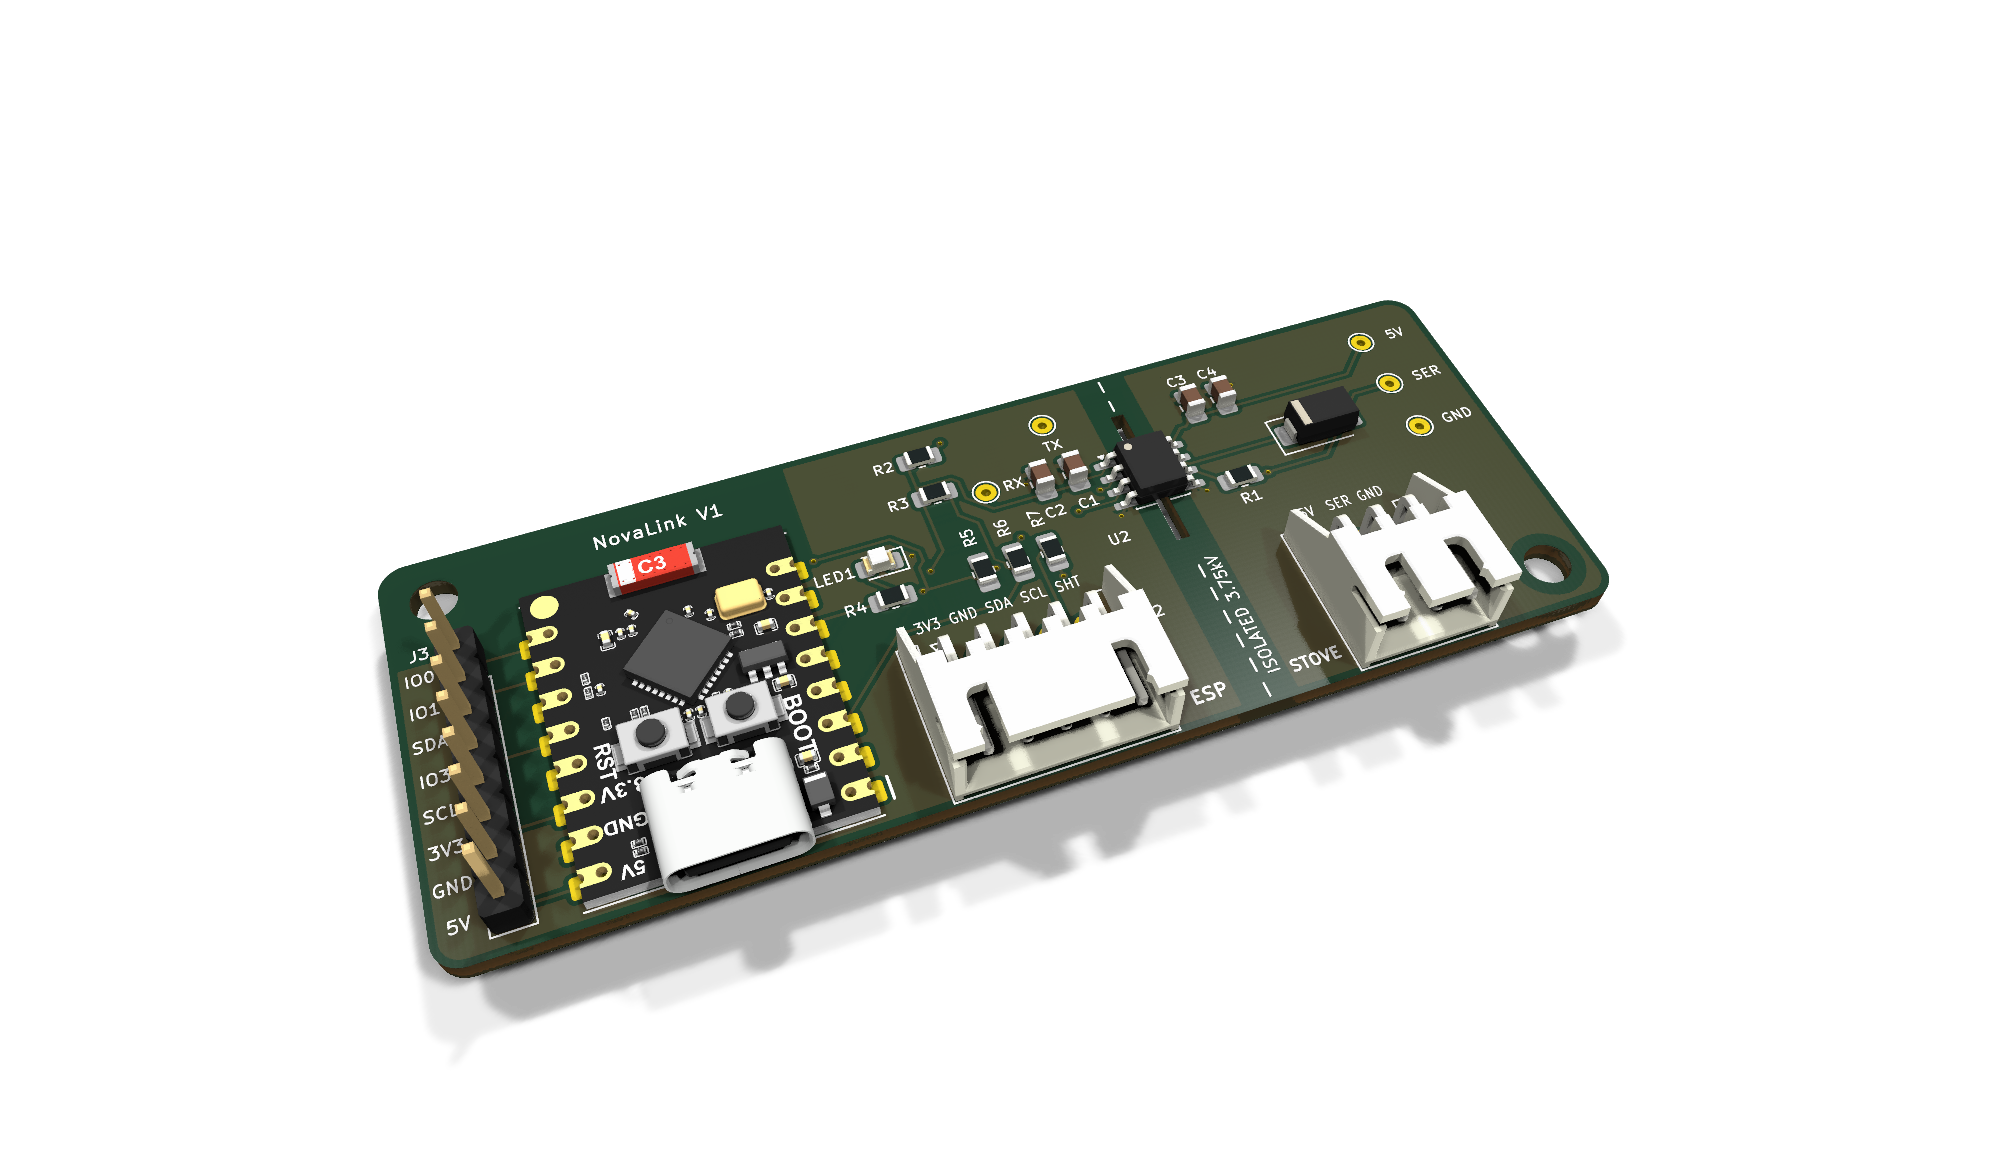 NovaLink V1
C3
J3
IO0
IO1
SDA
IO3
SCL
3V3
GND
5V
RST
BOOT
3.3V
GND
5V
LED1
R2
R3
R4
R5
R6
R7
TX
RX
C2
C1
U2
3V3 GND SDA SCL SHT
ESP
ISOLATED 3.75kV
C3 C4
R1
5V
SER
GND
5V SER GND
STOVE